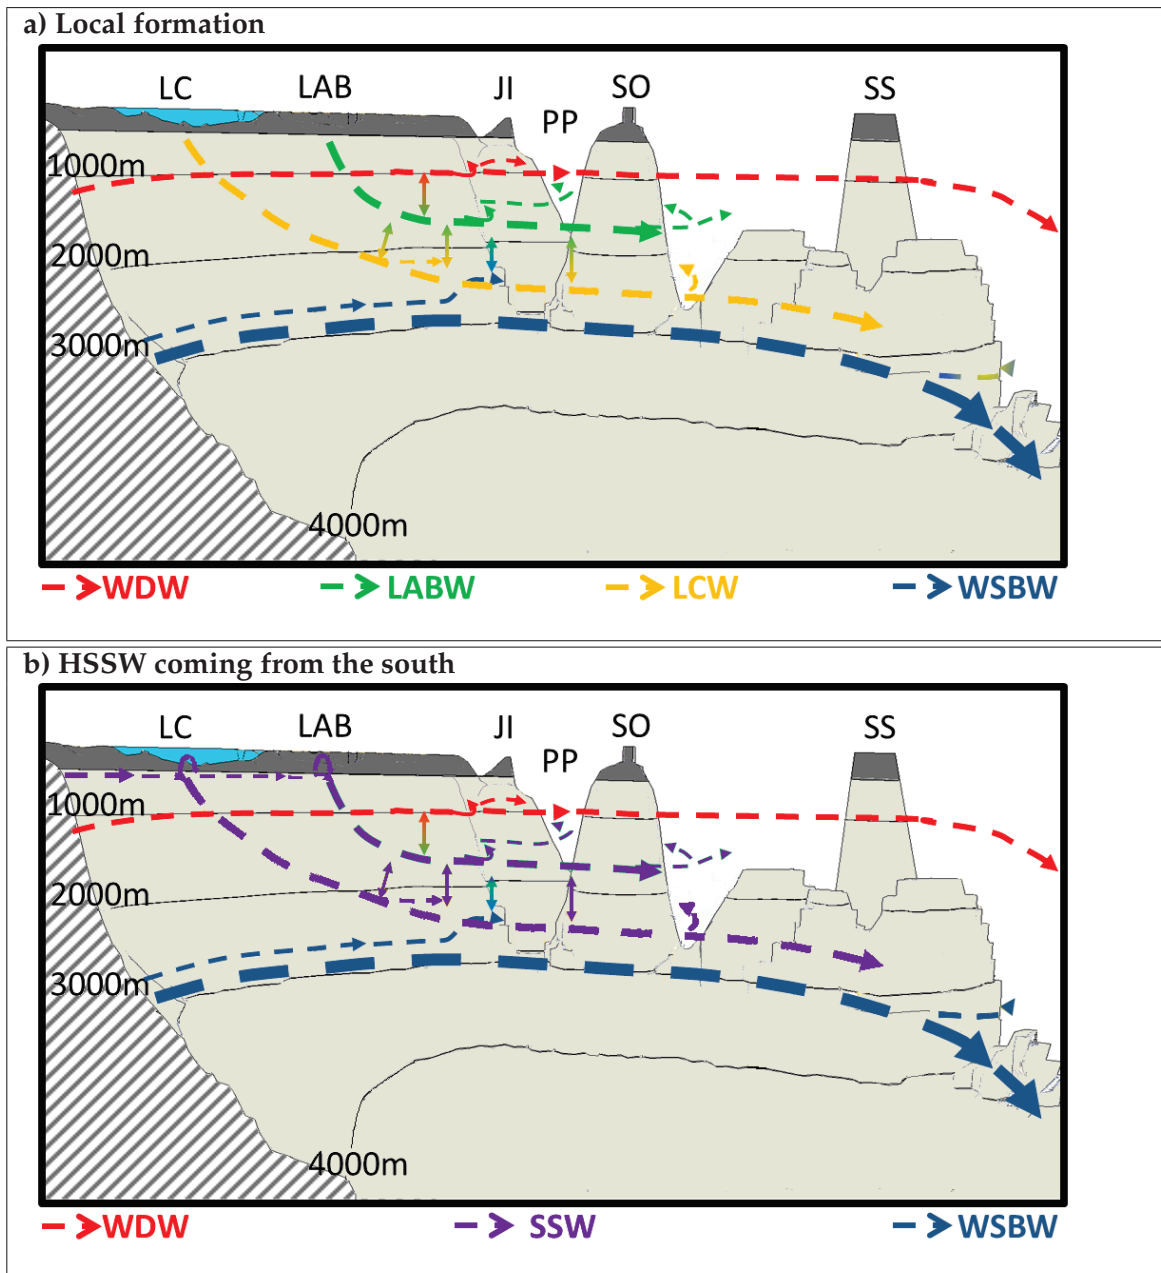 a) Local formation
LC LAB JI PP SO SS
1000m
2000m
3000m
4000m
WDW LABW LCW WSBW
b) HSSW coming from the south
LC LAB JI PP SO SS
1000m
2000m
3000m
4000m
WDW SSW WSBW